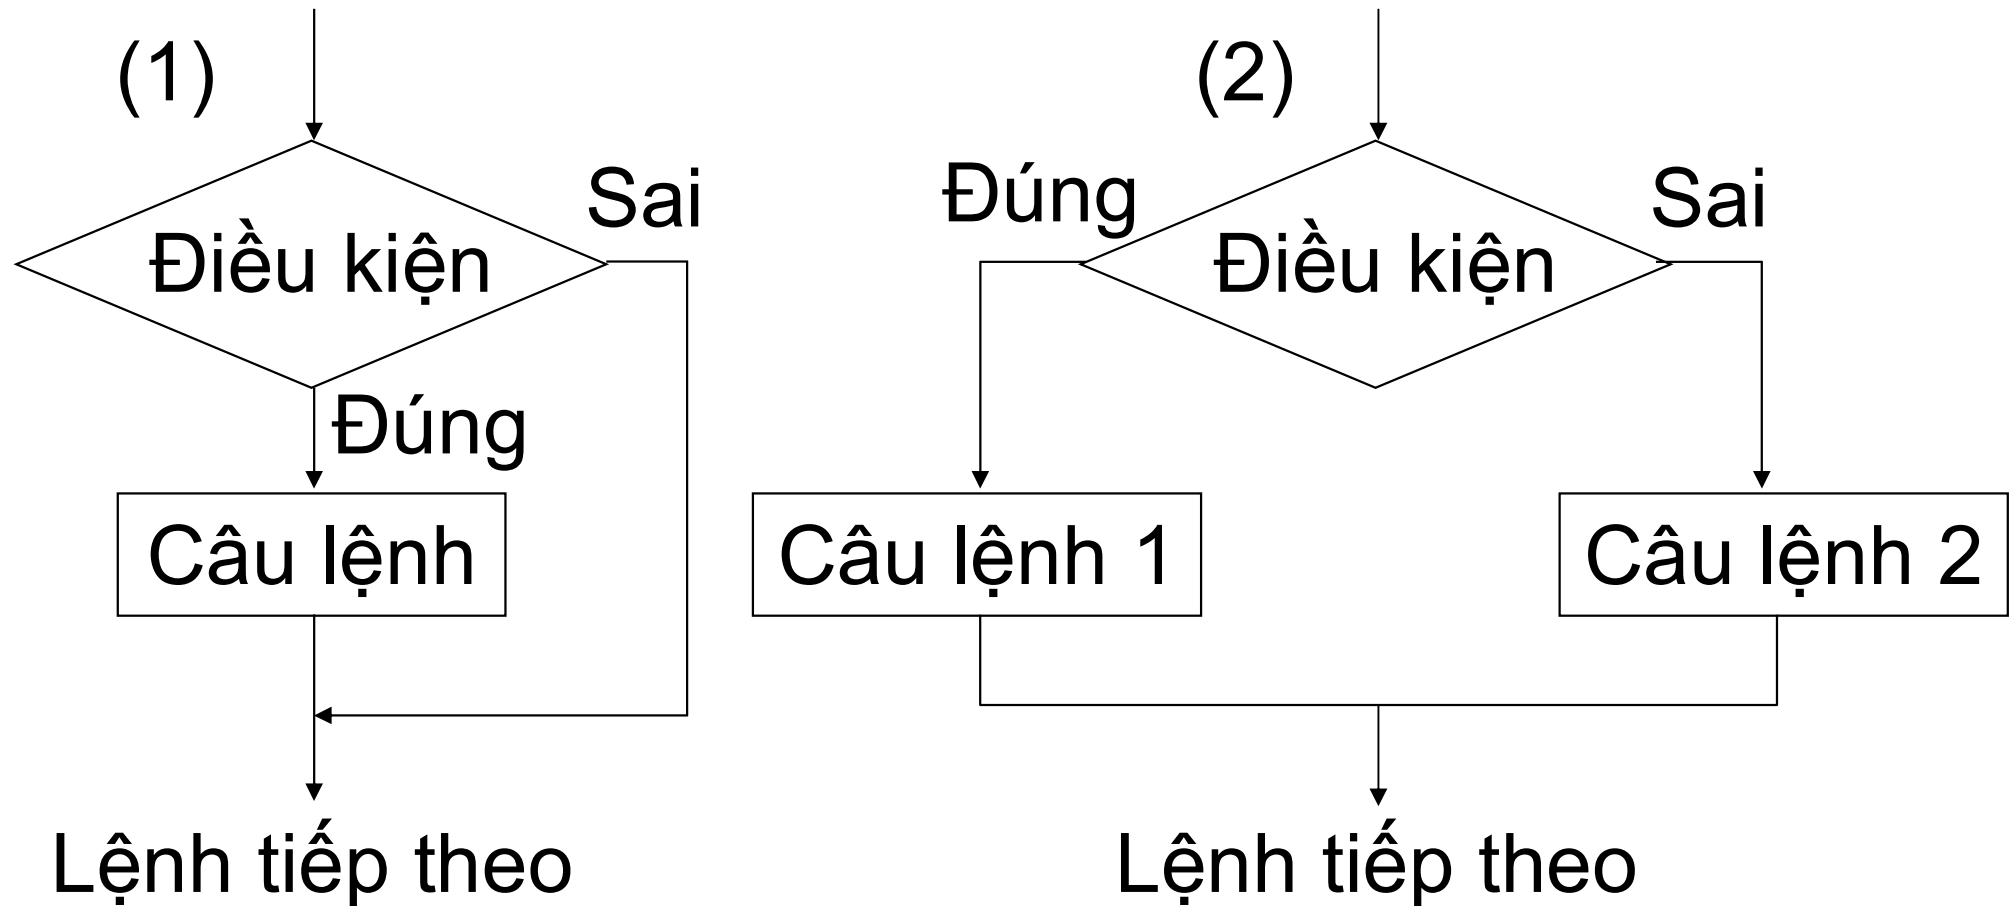 (1)
Sai
Điều kiện
Đúng
Câu lệnh
Lệnh tiếp theo
(2)
Đúng
Sai
Điều kiện
Câu lệnh 1
Câu lệnh 2
Lệnh tiếp theo